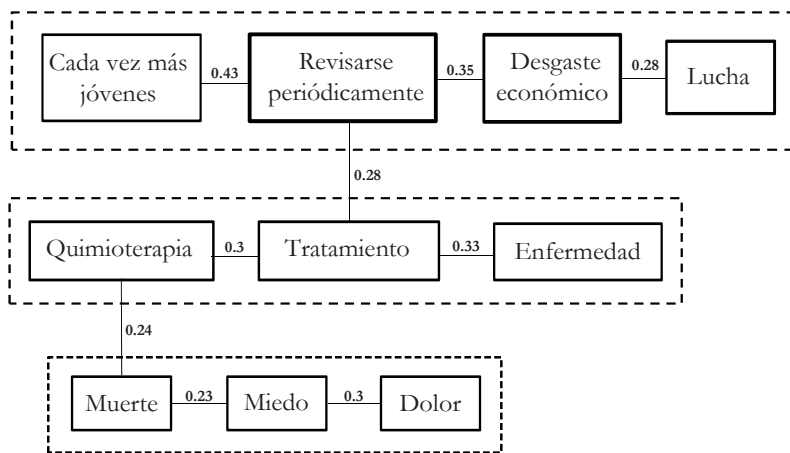 Cada vez más
jóvenes
0.43
Revisarse
periódicamente
0.35
Desgaste
económico
0.28
Lucha
0.28
Quimioterapia
0.3
Tratamiento
0.33
Enfermedad
0.24
Muerte
0.23
Miedo
0.3
Dolor